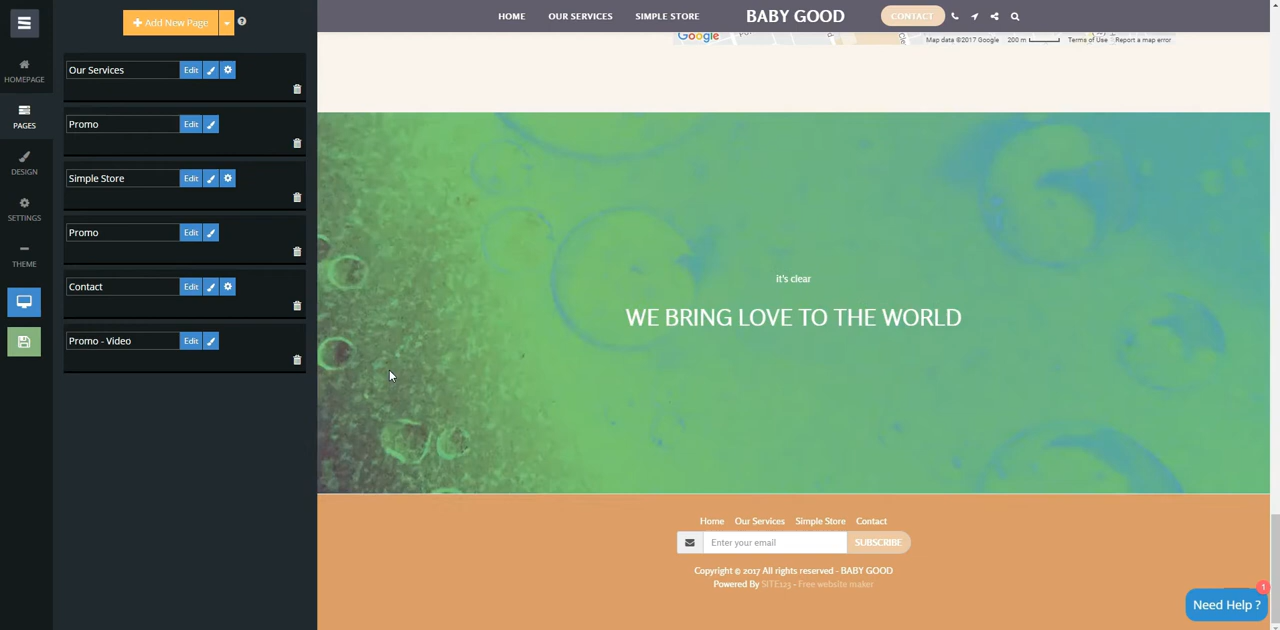 HOMEPAGE
PAGES
DESIGN
SETTINGS
THEME
Add New Page
Our Services Edit
Promo Edit
Simple Store Edit
Promo Edit
Contact Edit
Promo - Video Edit
HOME OUR SERVICES SIMPLE STORE BABY GOOD CONTACT
Google Map data ©2017 Google 200 m Terms of Use Report a map error
it's clear
WE BRING LOVE TO THE WORLD
Home Our Services Simple Store Contact
Enter your email SUBSCRIBE
Copyright © 2017 All rights reserved - BABY GOOD
Powered By SITE123 - Free website maker
1
Need Help ?